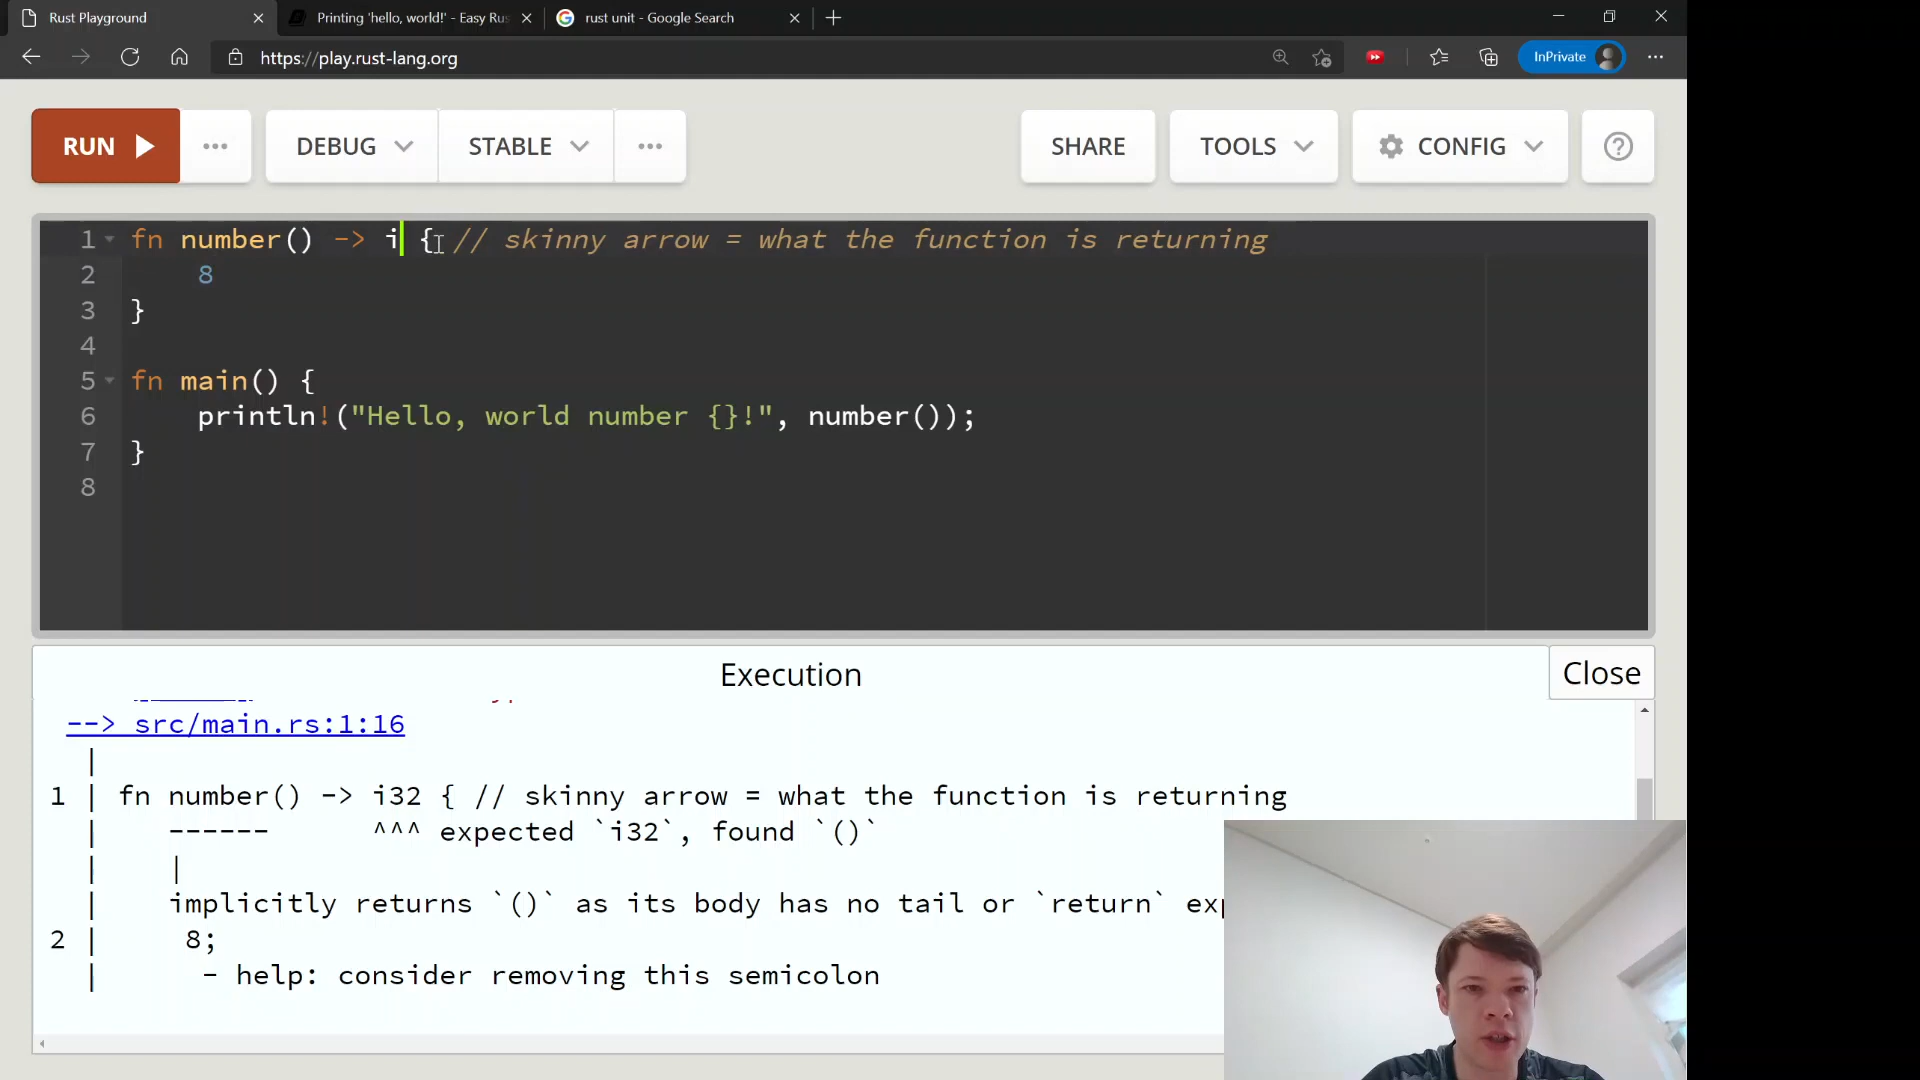 Rust Playground
Printing 'hello, world!' - Easy Rus
rust unit - Google Search
https://play.rust-lang.org
InPrivate
RUN
DEBUG
STABLE
SHARE
TOOLS
CONFIG
1 fn number() -> i { // skinny arrow = what the function is returning
2 8
3 }
4
5 fn main() {
6 println!("Hello, world number {}!", number());
7 }
8
Execution
Close
--> src/main.rs:1:16
|
1 | fn number() -> i32 { // skinny arrow = what the function is returning
| ------ ^^^ expected `i32`, found `()`
| |
| implicitly returns `()` as its body has no tail or `return` exp
2 | 8;
| - help: consider removing this semicolon